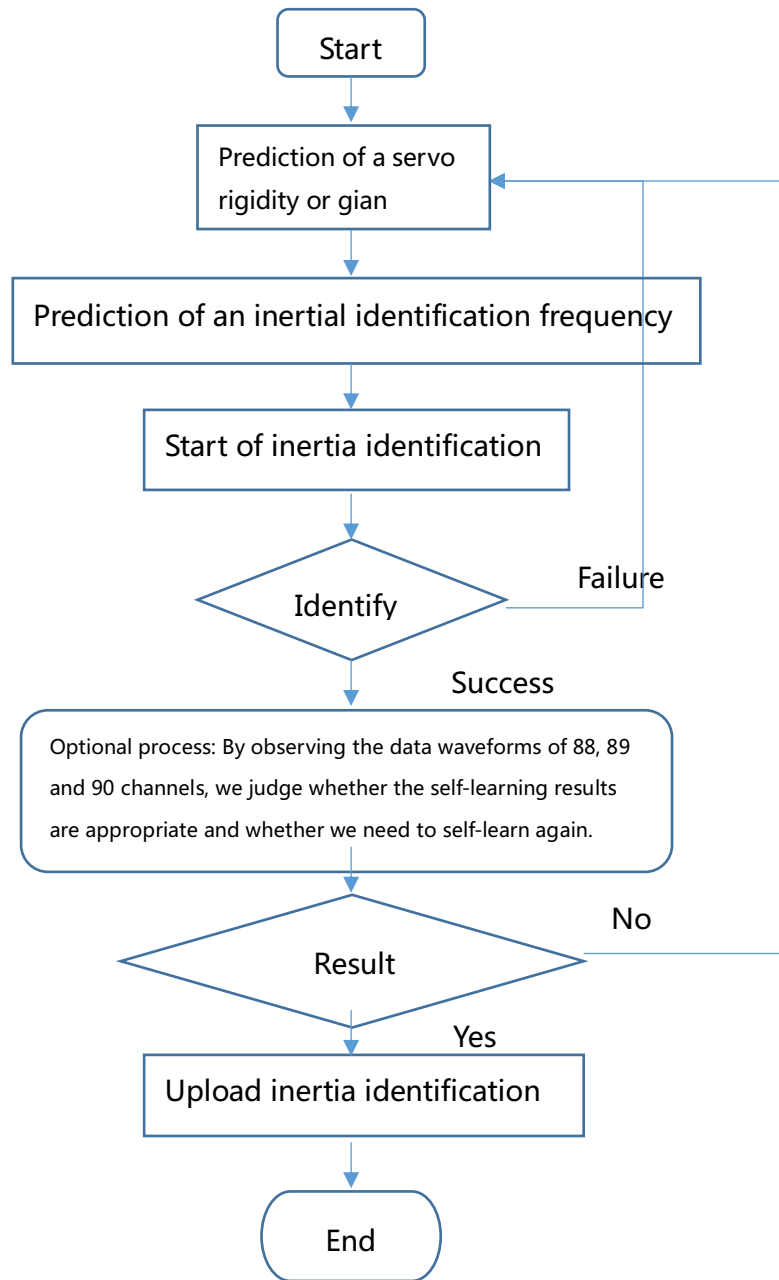 Start
Prediction of a servo
rigidity or gian
Prediction of an inertial identification frequency
Start of inertia identification
Identify
Failure
Success
Optional process: By observing the data waveforms of 88, 89
and 90 channels, we judge whether the self-learning results
are appropriate and whether we need to self-learn again.
No
Result
Yes
Upload inertia identification
End